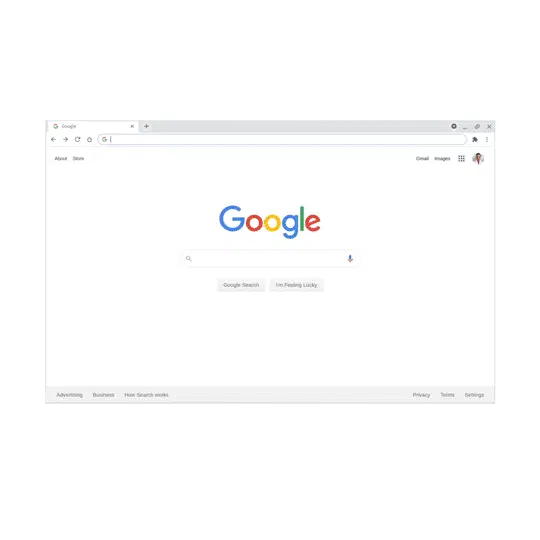 Google
About Store Gmail Images
Google
Google Search I'm Feeling Lucky
Advertising Business How Search works Privacy Terms Settings